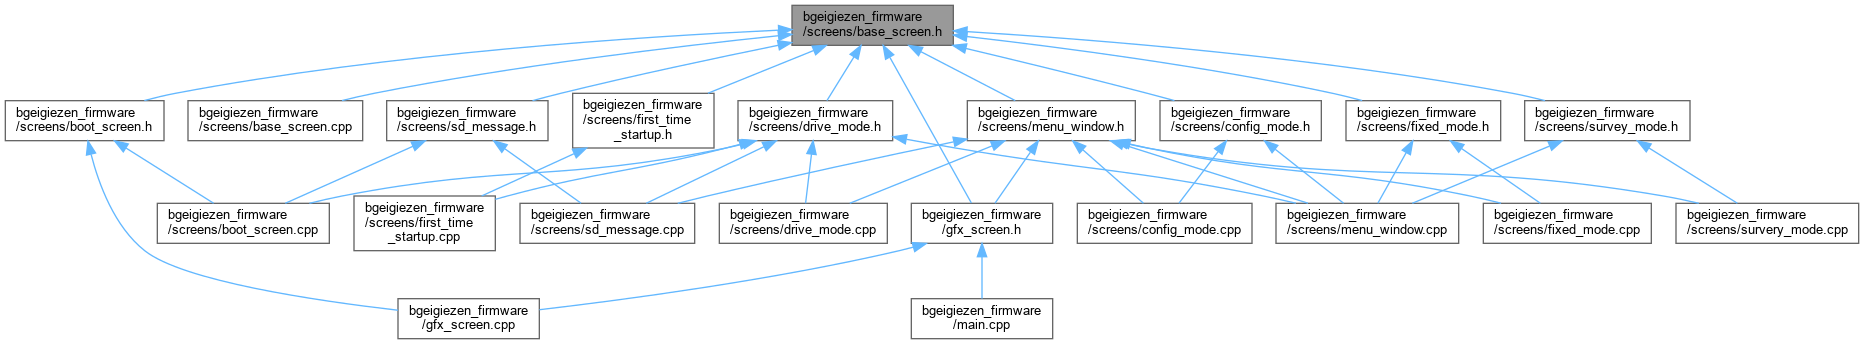 bgeigiezen_firmware
/screens/base_screen.h
bgeigiezen_firmware
/screens/boot_screen.h
bgeigiezen_firmware
/screens/base_screen.cpp
bgeigiezen_firmware
/screens/sd_message.h
bgeigiezen_firmware
/screens/first_time
_startup.h
bgeigiezen_firmware
/screens/drive_mode.h
bgeigiezen_firmware
/screens/menu_window.h
bgeigiezen_firmware
/screens/config_mode.h
bgeigiezen_firmware
/screens/fixed_mode.h
bgeigiezen_firmware
/screens/survey_mode.h
bgeigiezen_firmware
/screens/boot_screen.cpp
bgeigiezen_firmware
/screens/first_time
_startup.cpp
bgeigiezen_firmware
/screens/sd_message.cpp
bgeigiezen_firmware
/screens/drive_mode.cpp
bgeigiezen_firmware
/gfx_screen.h
bgeigiezen_firmware
/screens/config_mode.cpp
bgeigiezen_firmware
/screens/menu_window.cpp
bgeigiezen_firmware
/screens/fixed_mode.cpp
bgeigiezen_firmware
/screens/survery_mode.cpp
bgeigiezen_firmware
/gfx_screen.cpp
bgeigiezen_firmware
/main.cpp